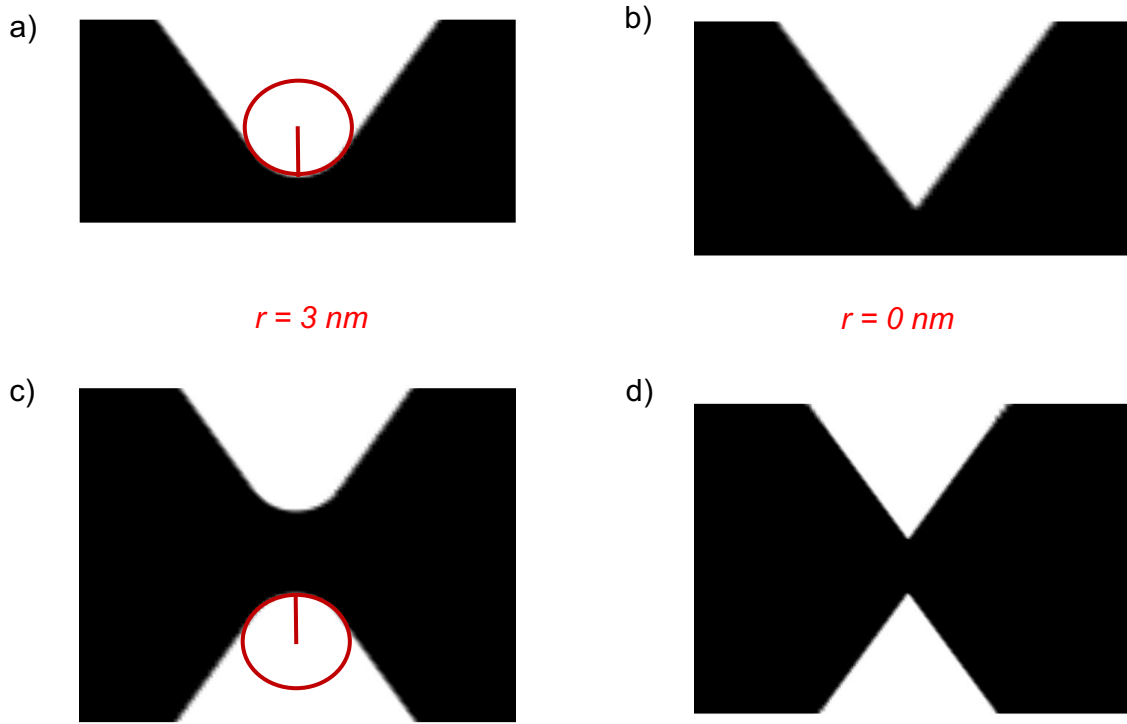 a)
b)
r = 3 nm
r = 0 nm
c)
d)